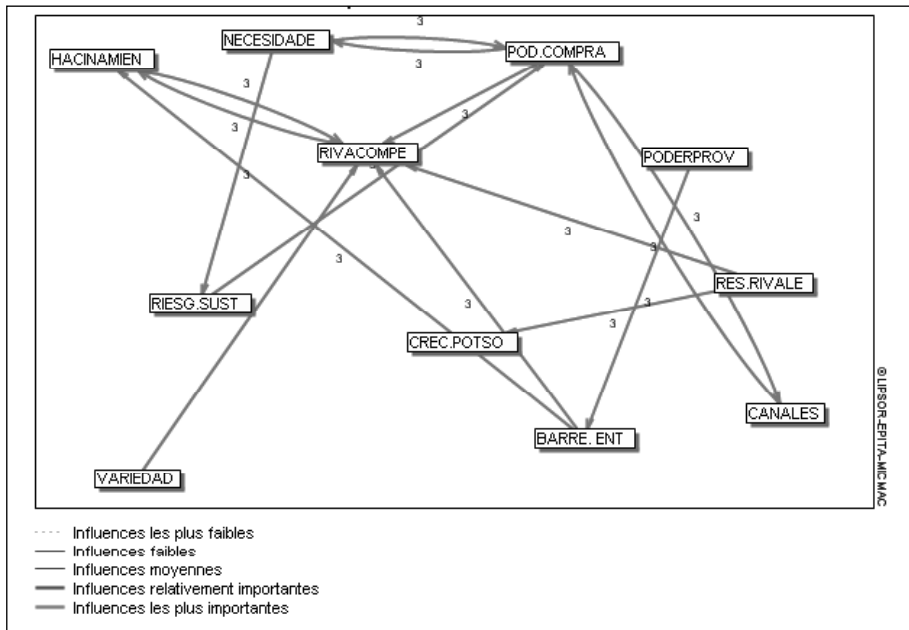 3
NECESIDADE
HACINAMIEN
POD.COMPRA
3
3
3
3
RIVACOMPE
PODERPROV
3
3
3
3
3
3
RES.RIVALE
RIESG.SUST
3
3
3
CREC.POTSO
CANALES
BARRE. ENT
VARIEDAD
©LIPSOR-EPITA-MICMAC
Influences les plus faibles
Influences faibles
Influences moyennes
Influences relativement importantes
Influences les plus importantes